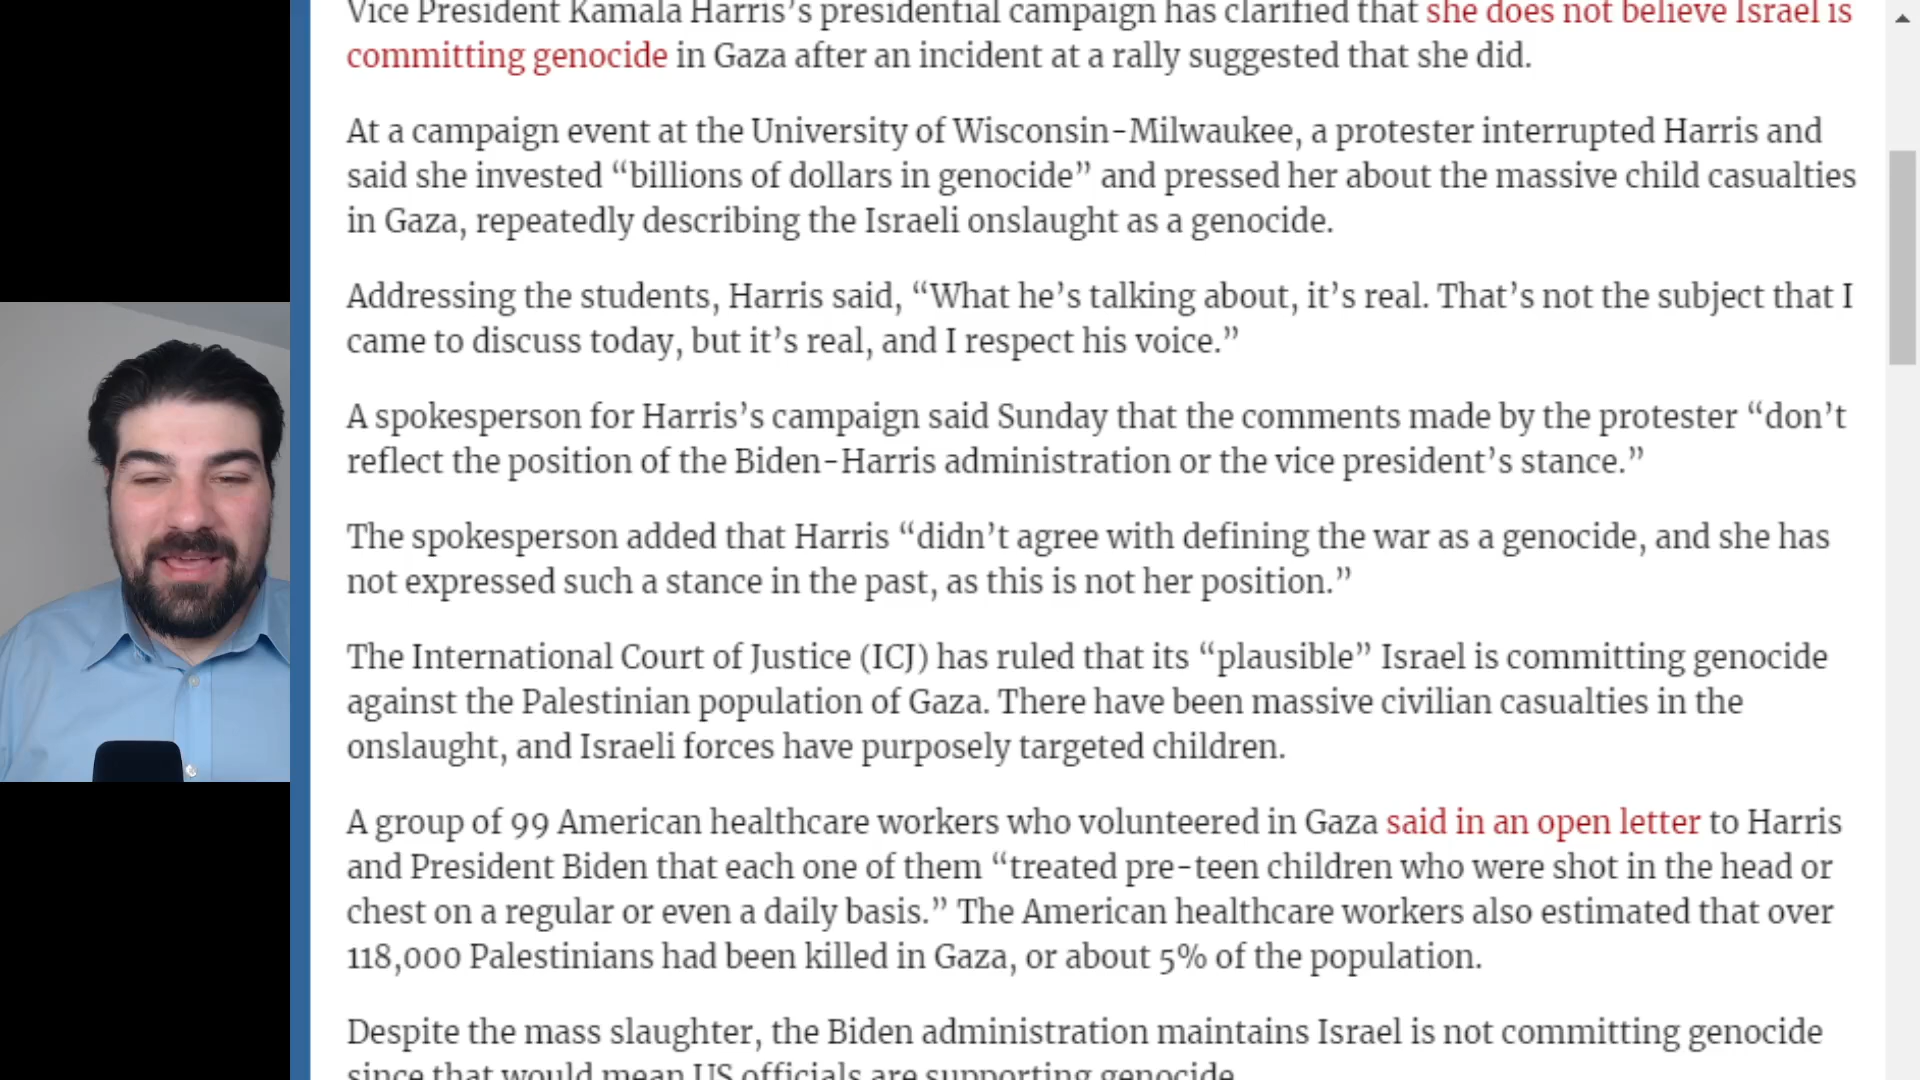 Vice President Kamala Harris's presidential campaign has clarified that she does not believe Israel is
committing genocide in Gaza after an incident at a rally suggested that she did.
At a campaign event at the University of Wisconsin-Milwaukee, a protester interrupted Harris and
said she invested “billions of dollars in genocide” and pressed her about the massive child casualties
in Gaza, repeatedly describing the Israeli onslaught as a genocide.
Addressing the students, Harris said, “What he’s talking about, it’s real. That’s not the subject that I
came to discuss today, but it’s real, and I respect his voice.”
A spokesperson for Harris’s campaign said Sunday that the comments made by the protester “don’t
reflect the position of the Biden-Harris administration or the vice president’s stance.”
The spokesperson added that Harris “didn’t agree with defining the war as a genocide, and she has
not expressed such a stance in the past, as this is not her position.”
The International Court of Justice (ICJ) has ruled that its “plausible” Israel is committing genocide
against the Palestinian population of Gaza. There have been massive civilian casualties in the
onslaught, and Israeli forces have purposely targeted children.
A group of 99 American healthcare workers who volunteered in Gaza said in an open letter to Harris
and President Biden that each one of them “treated pre-teen children who were shot in the head or
chest on a regular or even a daily basis.” The American healthcare workers also estimated that over
118,000 Palestinians had been killed in Gaza, or about 5% of the population.
Despite the mass slaughter, the Biden administration maintains Israel is not committing genocide
since that would mean US officials are supporting genocide.